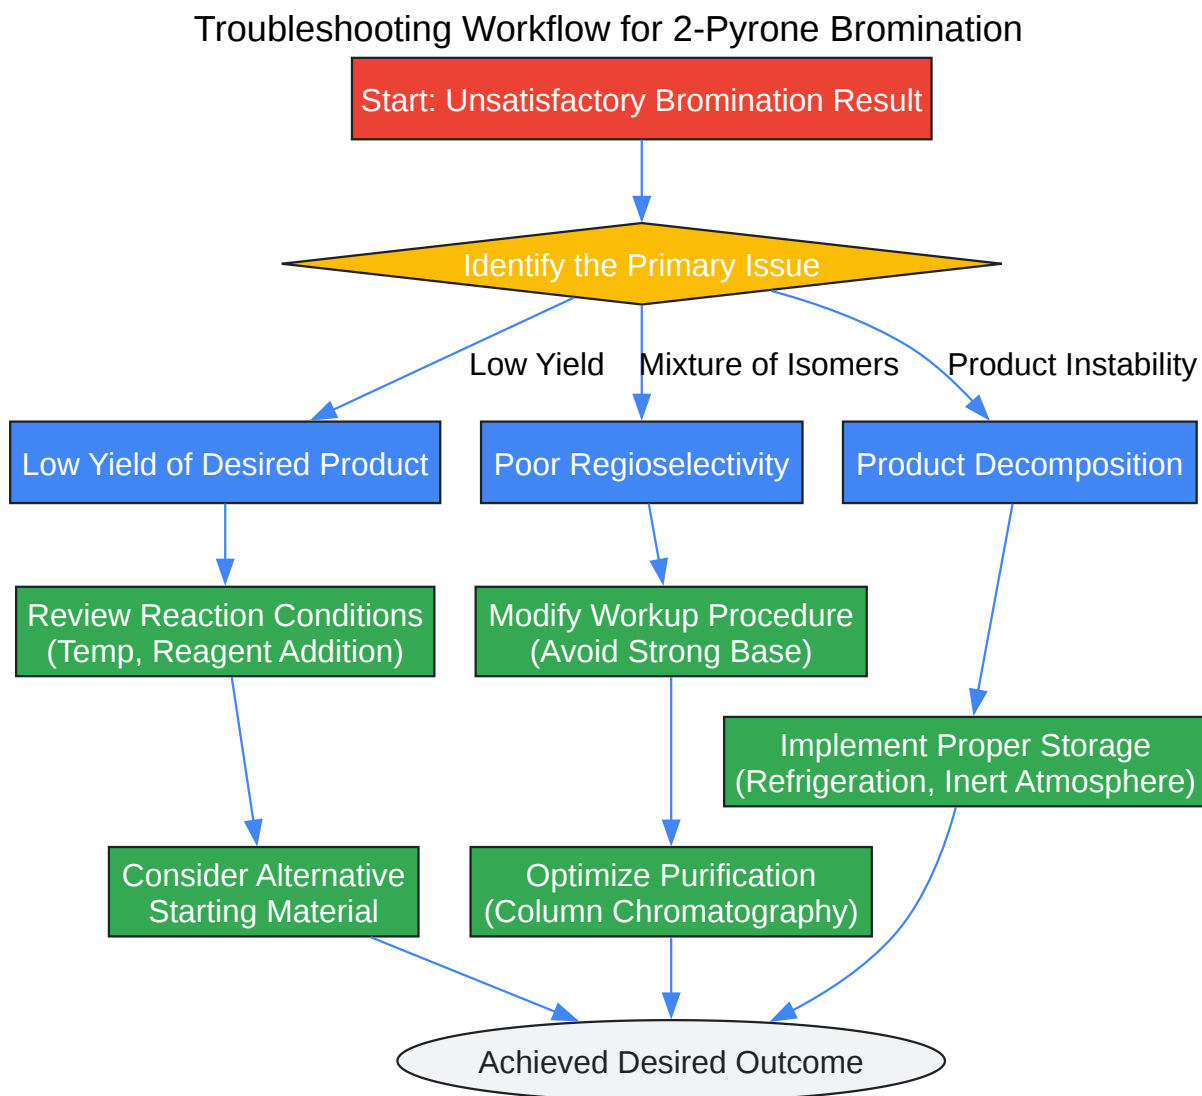 Troubleshooting Workflow for 2-Pyrone Bromination
Start: Unsatisfactory Bromination Result
Identify the Primary Issue
Low Yield
Mixture of Isomers
Product Instability
Low Yield of Desired Product
Poor Regioselectivity
Product Decomposition
Review Reaction Conditions
(Temp, Reagent Addition)
Modify Workup Procedure
(Avoid Strong Base)
Implement Proper Storage
(Refrigeration, Inert Atmosphere)
Consider Alternative
Starting Material
Optimize Purification
(Column Chromatography)
Achieved Desired Outcome